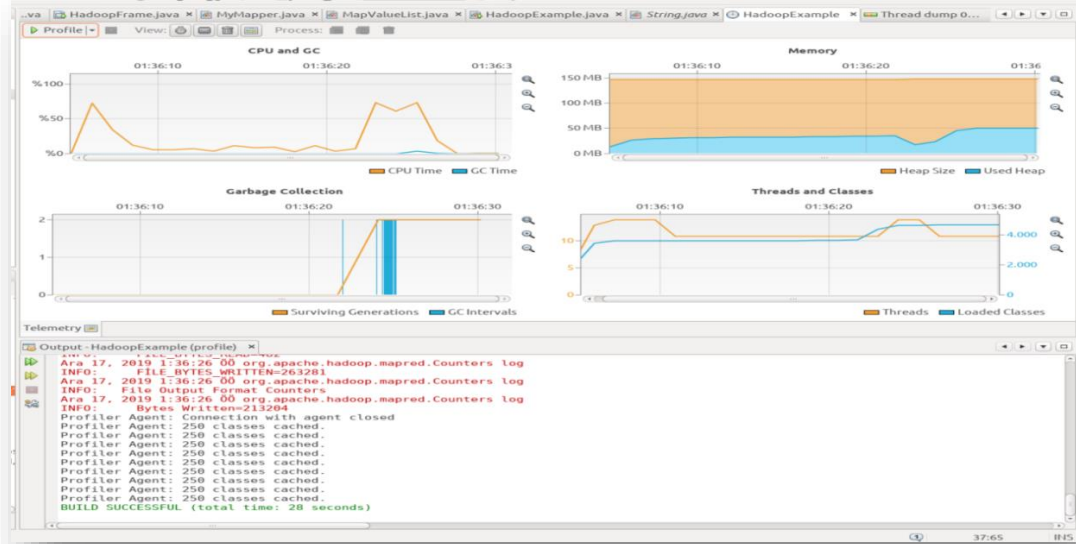 ..va HadoopFrame.java MyMapper.java MapValueList.java HadoopExample.java String.java HadoopExample Thread dump 0...
Profile View: Process:
CPU and GC
01:36:10 01:36:20 01:36:3
%100
%50
%0
CPU Time GC Time
Memory
01:36:10 01:36:20 01:36
150 MB
100 MB
50 MB
0 MB
Heap Size Used Heap
Garbage Collection
01:36:10 01:36:20 01:36:30
2
1
0
Surviving Generations GC Intervals
Threads and Classes
01:36:10 01:36:20 01:36:30
10
5
0
4.000
2.000
0
Threads Loaded Classes
Telemetry
Output - HadoopExample (profile)
INFO: FILE_BYTES_READ=482
Ara 17, 2019 1:36:26 ÖÖ org.apache.hadoop.mapred.Counters log
INFO: FİLE_BYTES_WRITTEN=263281
Ara 17, 2019 1:36:26 ÖÖ org.apache.hadoop.mapred.Counters log
INFO: File Output Format Counters
Ara 17, 2019 1:36:26 ÖÖ org.apache.hadoop.mapred.Counters log
INFO: Bytes Written=213204
Profiler Agent: Connection with agent closed
Profiler Agent: 250 classes cached.
Profiler Agent: 250 classes cached.
Profiler Agent: 250 classes cached.
Profiler Agent: 250 classes cached.
Profiler Agent: 250 classes cached.
Profiler Agent: 250 classes cached.
Profiler Agent: 250 classes cached.
Profiler Agent: 250 classes cached.
BUILD SUCCESSFUL (total time: 28 seconds)
37:65 INS